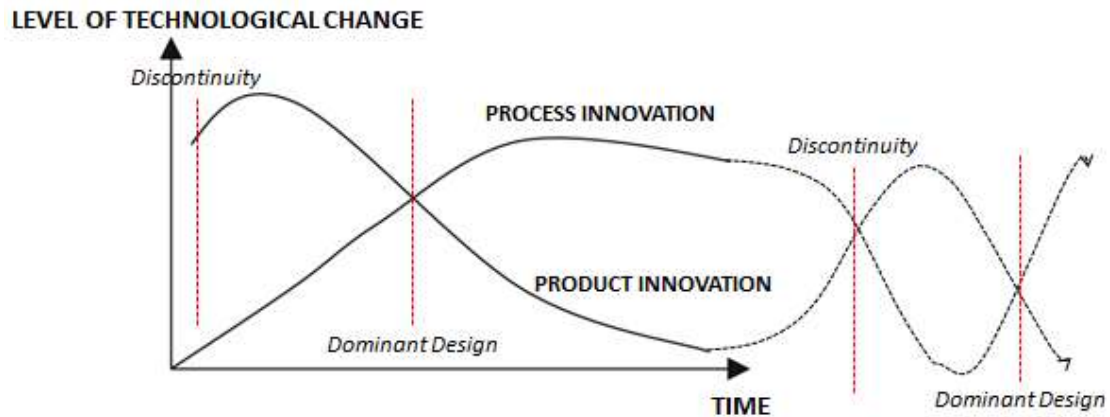 LEVEL OF TECHNOLOGICAL CHANGE
Discontinuity
PROCESS INNOVATION
Discontinuity
PRODUCT INNOVATION
Dominant Design
TIME
Dominant Design